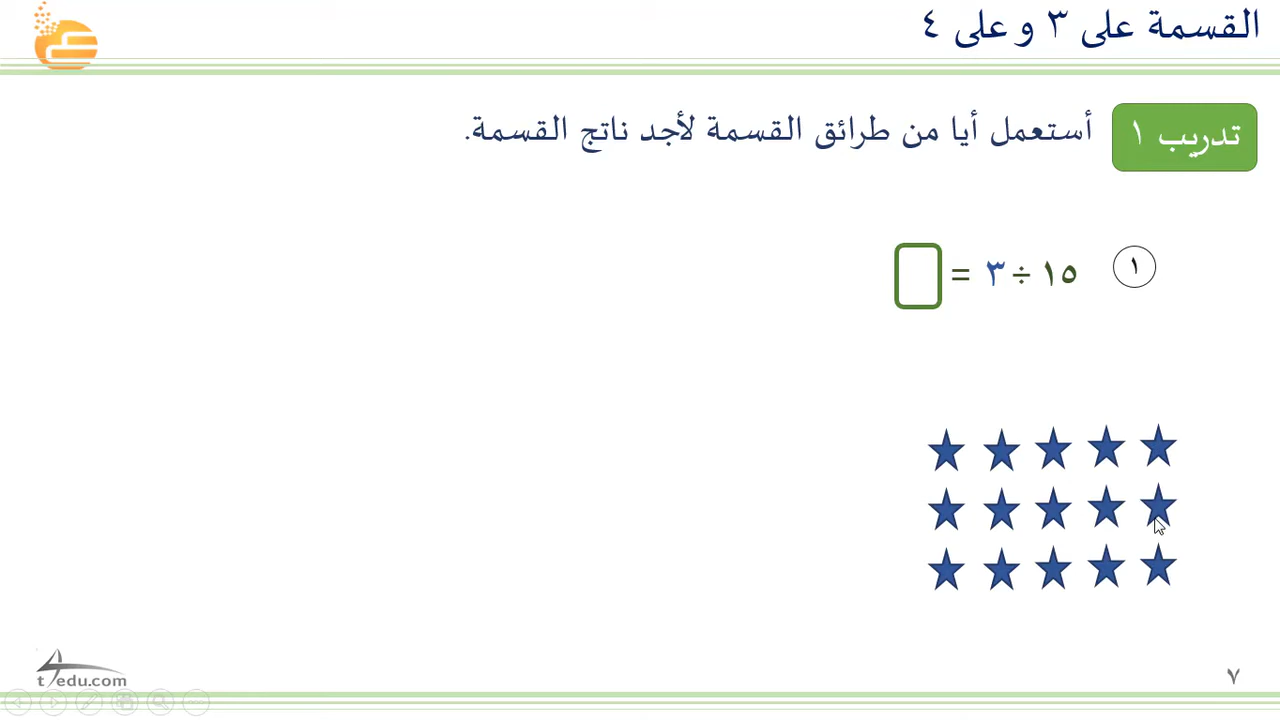 القسمة على ٣ و على ٤
تدريب ١
أستعمل أيا من طرائق القسمة لأجد ناتج القسمة.
١
١٥ ÷ ٣ =
٧
edu.com